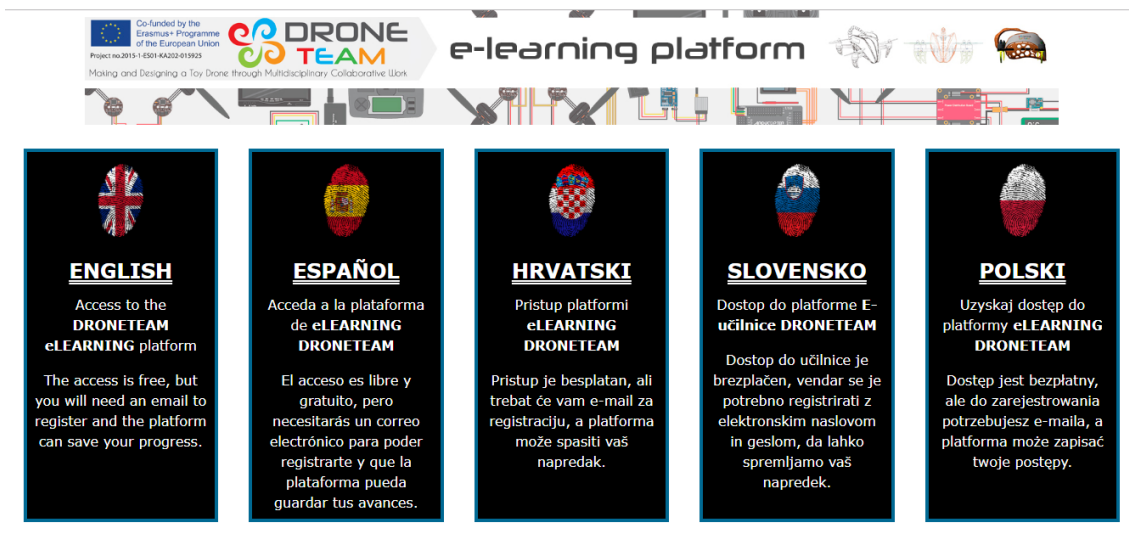 Co-funded by the
Erasmus+ Programme
of the European Union
Project no.2015-1-ES01-KA202-015925
DRONE
TEAM
Making and Designing a Toy Drone through Multidisciplinary Collaborative Work
e-learning platform
ENGLISH
Access to the
DRONETEAM
eLEARNING platform
The access is free, but
you will need an email to
register and the platform
can save your progress.
ESPAÑOL
Acceda a la plataforma
de eLEARNING
DRONETEAM
El acceso es libre y
gratuito, pero
necesitarás un correo
electrónico para poder
registrarte y que la
plataforma pueda
guardar tus avances.
HRVATSKI
Pristup platformi
eLEARNING
DRONETEAM
Pristup je besplatan, ali
trebat će vam e-mail za
registraciju, a platforma
može spasiti vaš
napredak.
SLOVENSKO
Dostop do platforme E-
učilnice DRONETEAM
Dostop do učilnice je
brezplačen, vendar se je
potrebno registrirati z
elektronskim naslovom
in geslom, da lahko
spremljamo vaš
napredek.
POLSKI
Uzyskaj dostęp do
platformy eLEARNING
DRONETEAM
Dostęp jest bezpłatny,
ale do zarejestrowania
potrzebujesz e-maila, a
platforma może zapisać
twoje postępy.